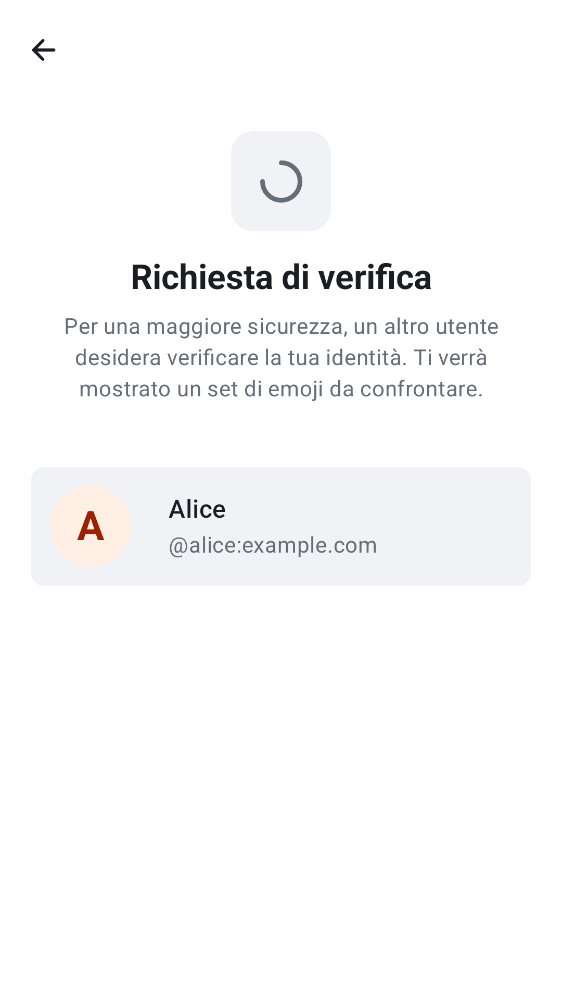 Richiesta di verifica
Per una maggiore sicurezza, un altro utente
desidera verificare la tua identità. Ti verrà
mostrato un set di emoji da confrontare.
A
Alice
@alice:example.com